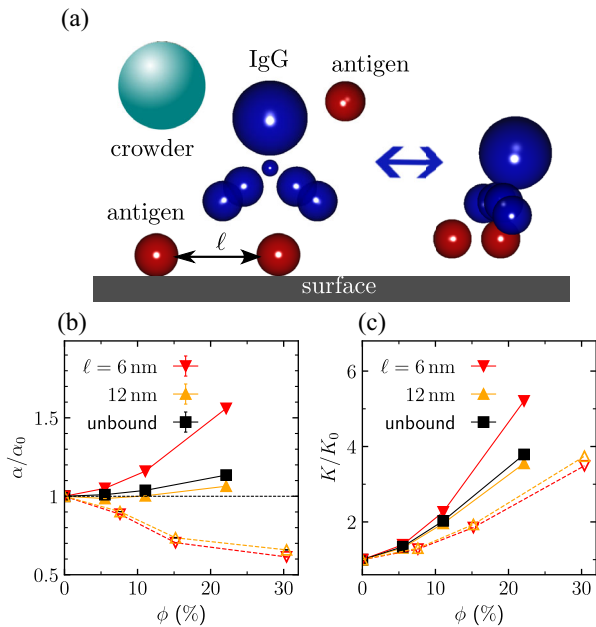 (a)
IgG
antigen
crowder
antigen
ℓ
surface
(b)
(c)
ℓ = 6 nm
12 nm
unbound
1.5
1
0.5
α/α₀
0
10
20
30
ϕ (%)
ℓ = 6 nm
12 nm
unbound
6
4
2
K/K₀
0
10
20
30
ϕ (%)